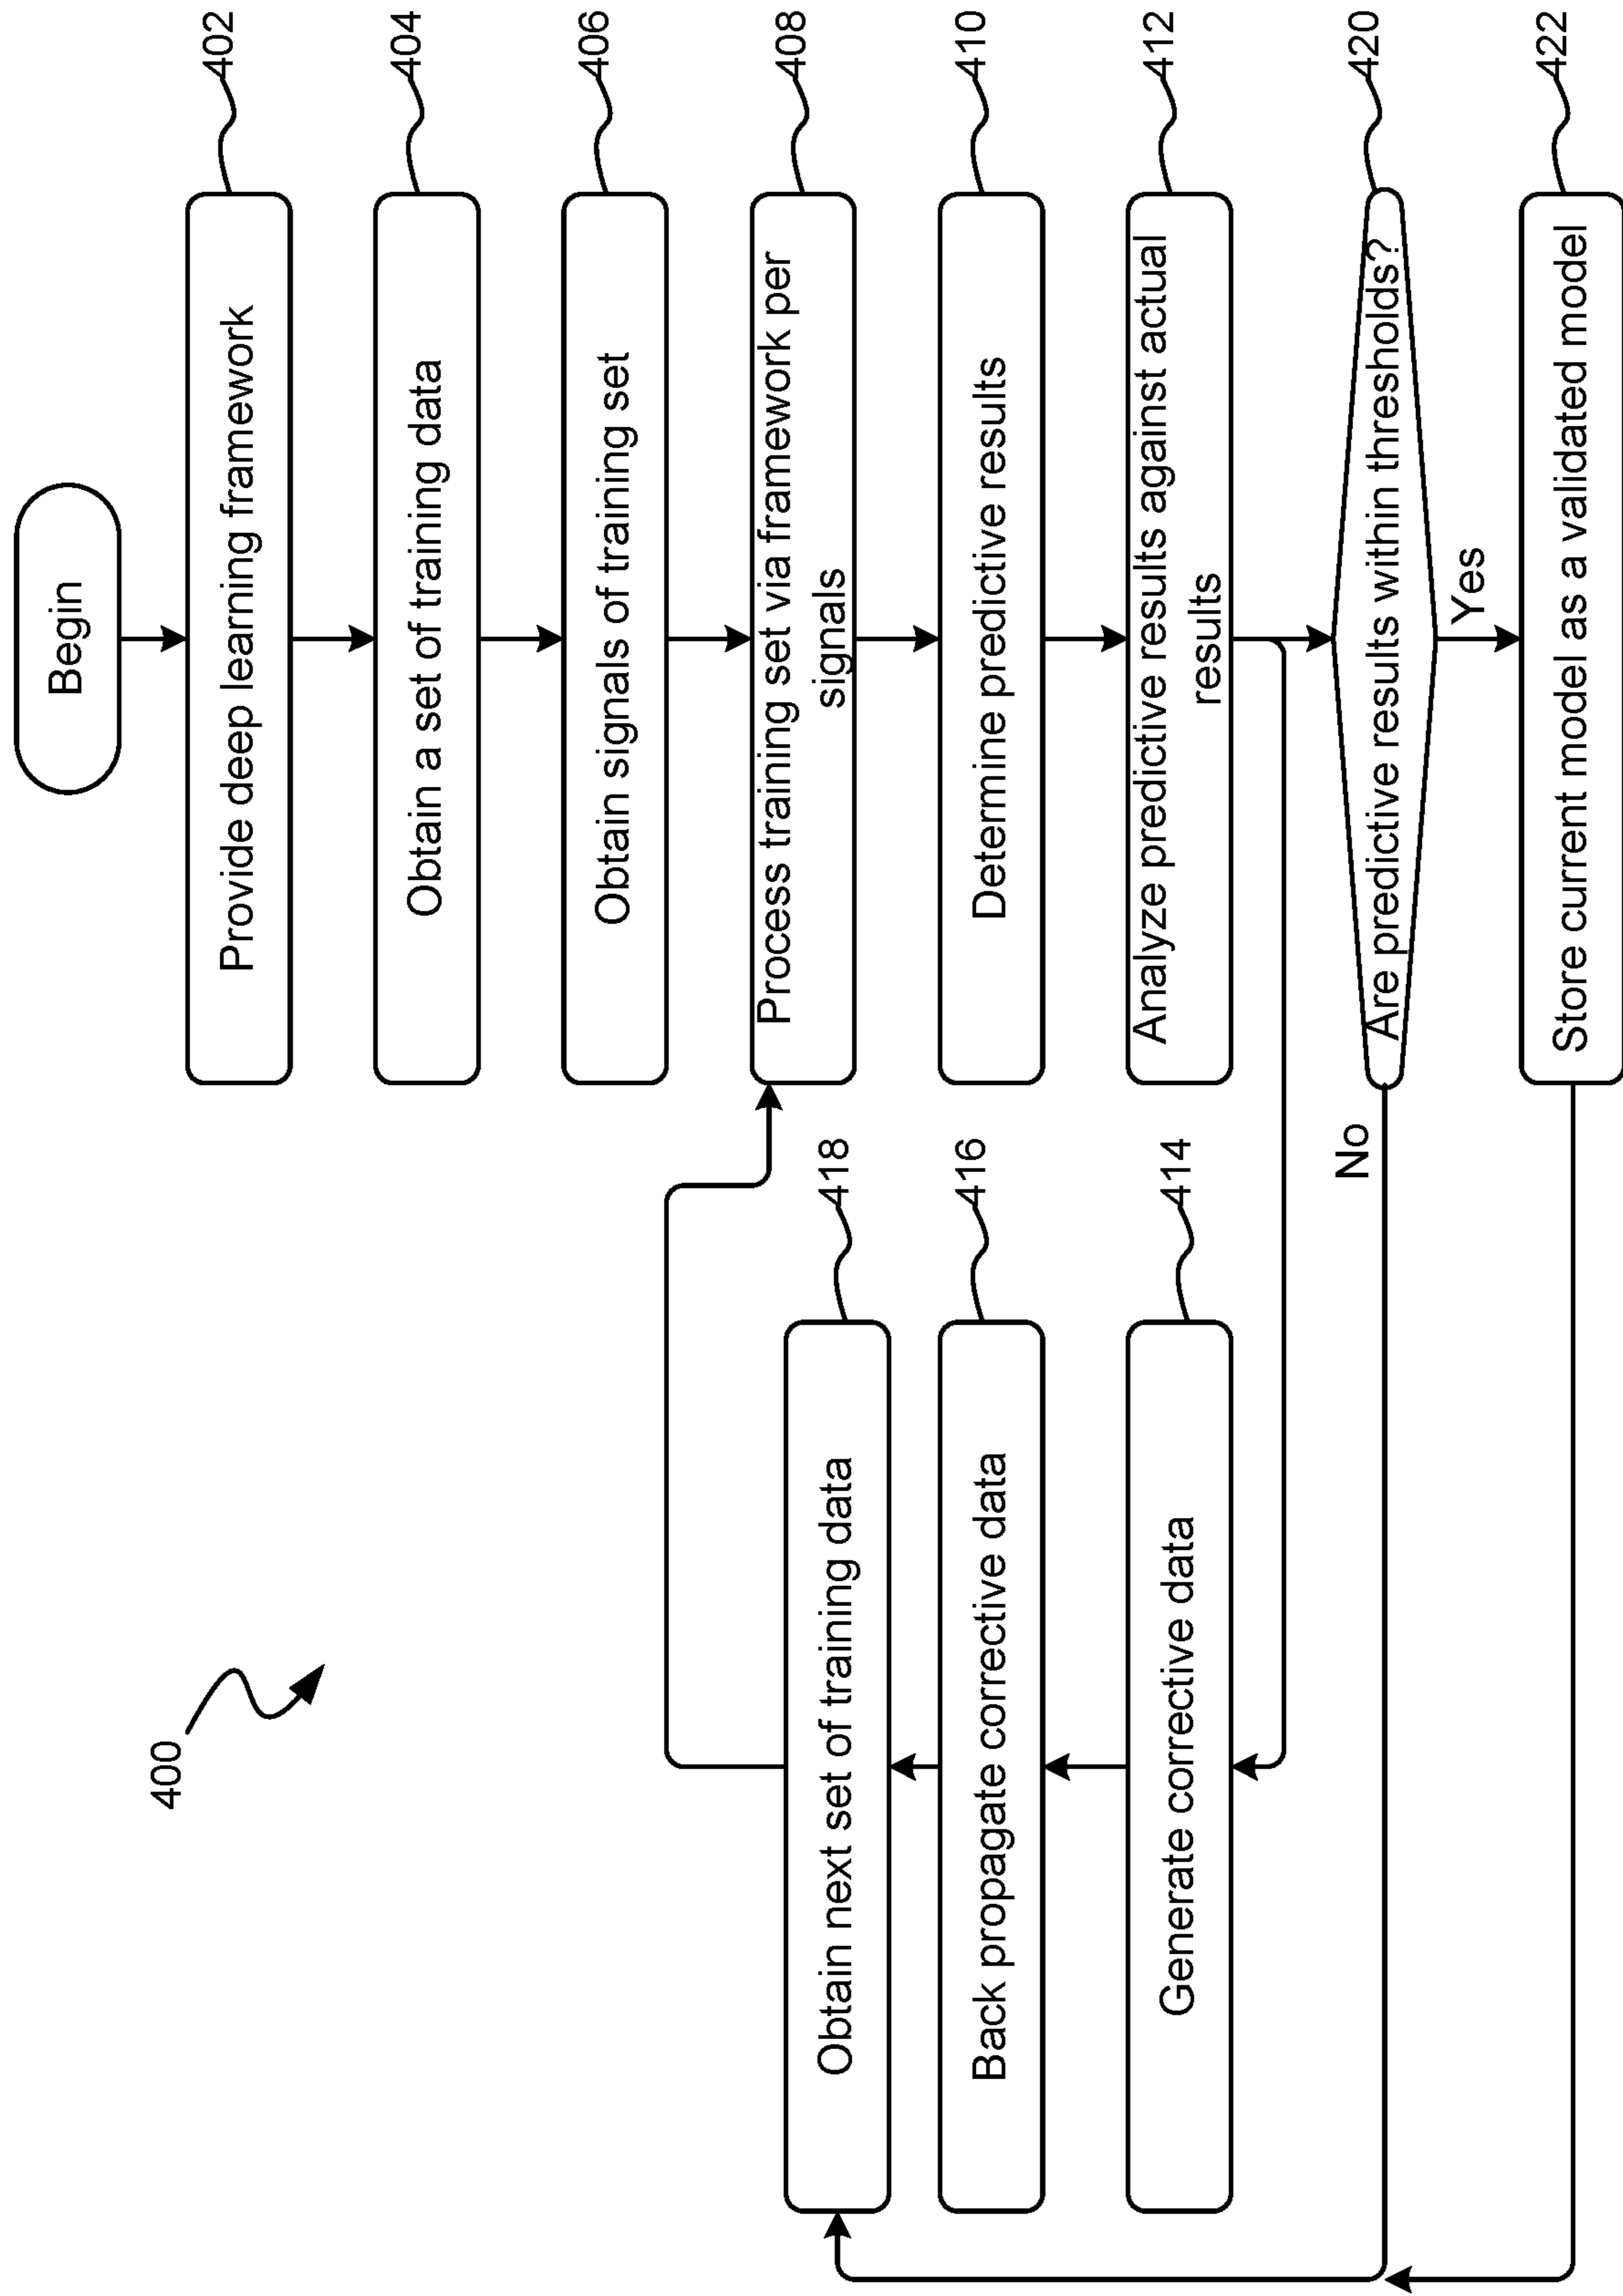 400
Begin
Provide deep learning framework
402
Obtain a set of training data
404
Obtain signals of training set
406
Process training set via framework per
signals
408
Determine predictive results
410
Analyze predictive results against actual
results
412
Generate corrective data
414
Back propagate corrective data
416
Obtain next set of training data
418
Are predictive results within thresholds?
420
No
Yes
Store current model as a validated model
422